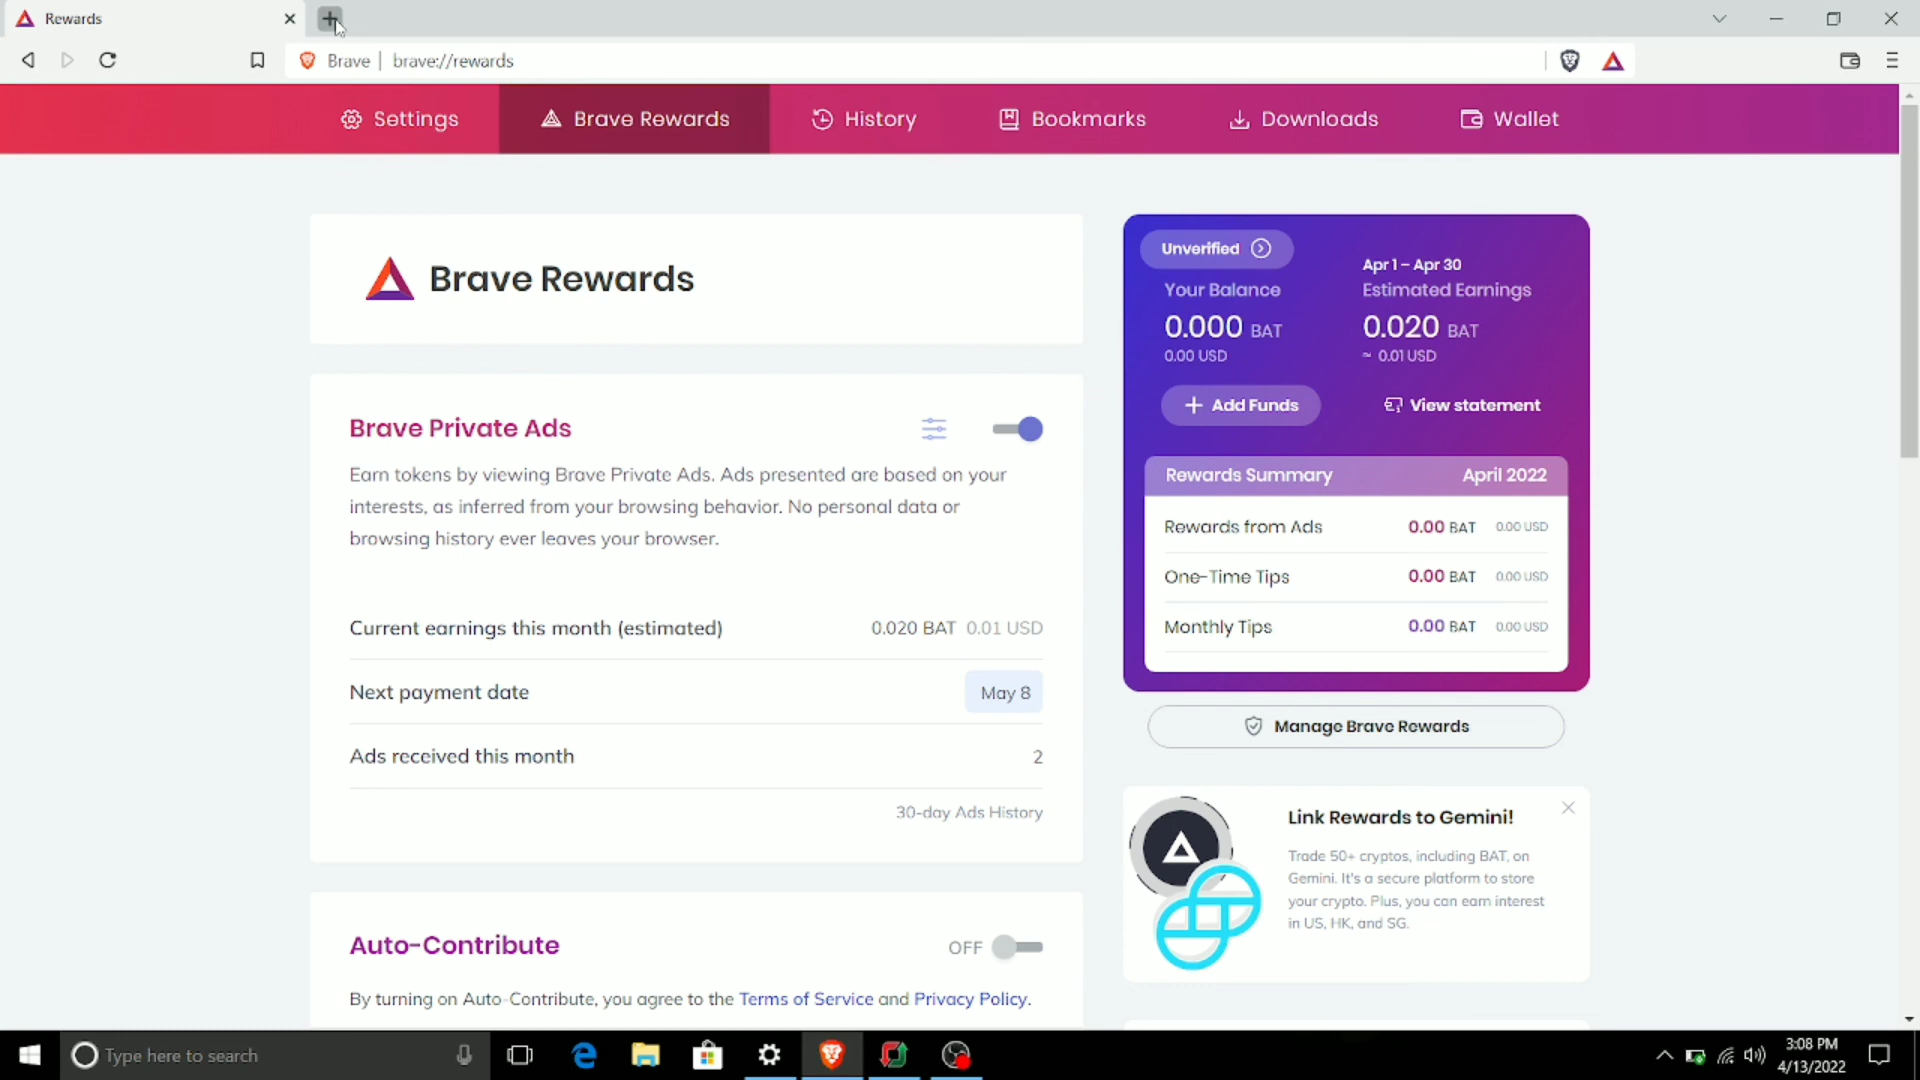 Rewards
Brave | brave://rewards
Settings
Brave Rewards
History
Bookmarks
Downloads
Wallet
Brave Rewards
Brave Private Ads
Earn tokens by viewing Brave Private Ads. Ads presented are based on your
interests, as inferred from your browsing behavior. No personal data or
browsing history ever leaves your browser.
Current earnings this month (estimated) 0.020 BAT 0.01 USD
Next payment date May 8
Ads received this month 2
30-day Ads History
Auto-Contribute OFF
By turning on Auto-Contribute, you agree to the Terms of Service and Privacy Policy.
Unverified
Your Balance
0.000 BAT
0.00 USD
Apr 1 – Apr 30
Estimated Earnings
0.020 BAT
~ 0.01 USD
+ Add Funds
View statement
Rewards Summary April 2022
Rewards from Ads 0.00 BAT 0.00 USD
One-Time Tips 0.00 BAT 0.00 USD
Monthly Tips 0.00 BAT 0.00 USD
Manage Brave Rewards
Link Rewards to Gemini!
Trade 50+ cryptos, including BAT, on
Gemini. It's a secure platform to store
your crypto. Plus, you can earn interest
in US, HK, and SG.
Type here to search
3:08 PM
4/13/2022